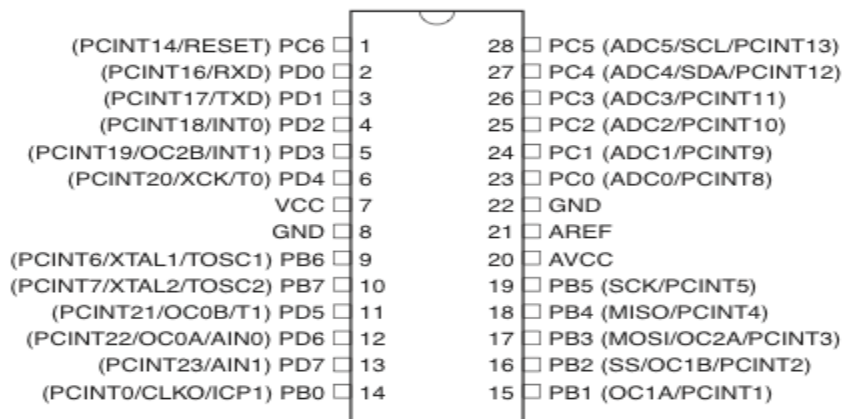 (PCINT14/RESET) PC6 1 28 PC5 (ADC5/SCL/PCINT13)
(PCINT16/RXD) PD0 2 27 PC4 (ADC4/SDA/PCINT12)
(PCINT17/TXD) PD1 3 26 PC3 (ADC3/PCINT11)
(PCINT18/INT0) PD2 4 25 PC2 (ADC2/PCINT10)
(PCINT19/OC2B/INT1) PD3 5 24 PC1 (ADC1/PCINT9)
(PCINT20/XCK/T0) PD4 6 23 PC0 (ADC0/PCINT8)
VCC 7 22 GND
GND 8 21 AREF
(PCINT6/XTAL1/TOSC1) PB6 9 20 AVCC
(PCINT7/XTAL2/TOSC2) PB7 10 19 PB5 (SCK/PCINT5)
(PCINT21/OC0B/T1) PD5 11 18 PB4 (MISO/PCINT4)
(PCINT22/OC0A/AIN0) PD6 12 17 PB3 (MOSI/OC2A/PCINT3)
(PCINT23/AIN1) PD7 13 16 PB2 (SS/OC1B/PCINT2)
(PCINT0/CLKO/ICP1) PB0 14 15 PB1 (OC1A/PCINT1)